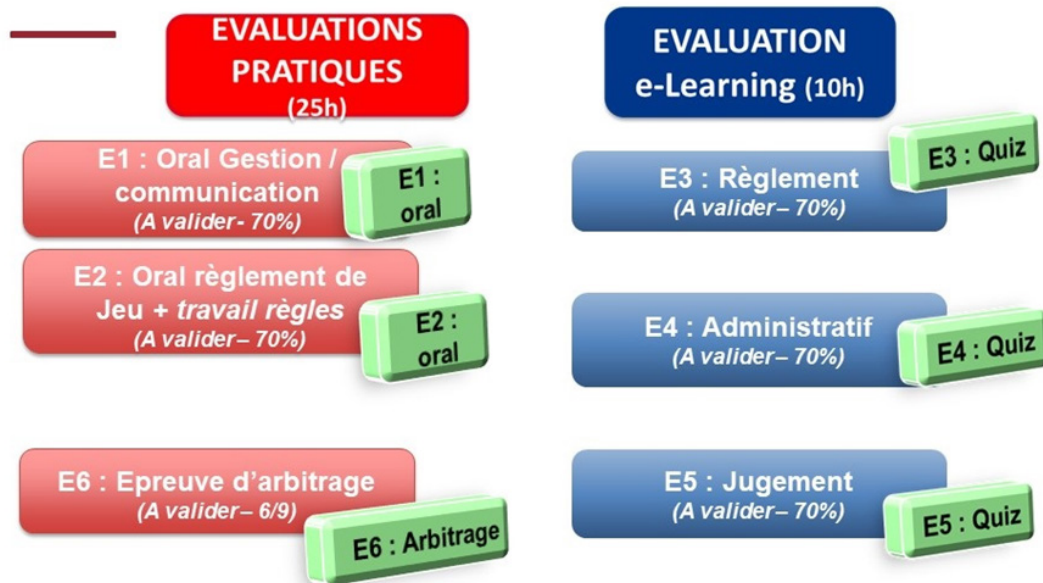 EVALUATIONS
PRATIQUES
(25h)
E1 : Oral Gestion /
communication
(A valider- 70%)
E1 :
oral
E2 : Oral règlement de
Jeu + travail règles
(A valider– 70%)
E2 :
oral
E6 : Epreuve d’arbitrage
(A valider– 6/9)
E6 : Arbitrage
EVALUATION
e-Learning (10h)
E3 : Règlement
(A valider– 70%)
E3 : Quiz
E4 : Administratif
(A valider– 70%)
E4 : Quiz
E5 : Jugement
(A valider– 70%)
E5 : Quiz